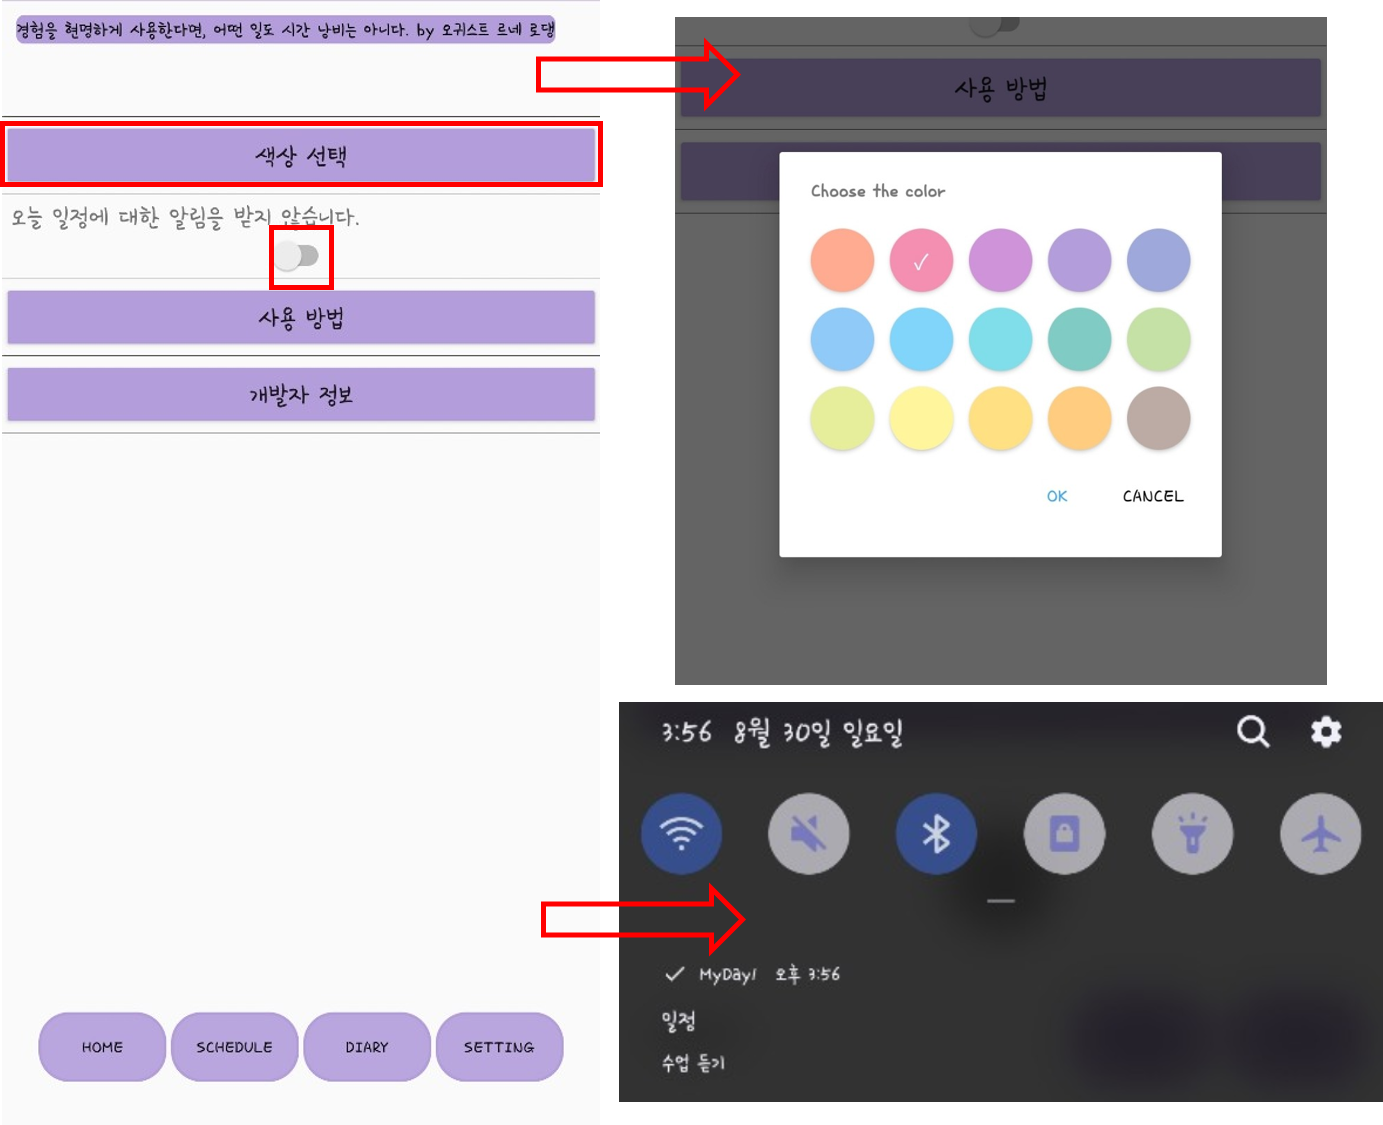 경험을 현명하게 사용한다면, 어떤 일도 시간 낭비는 아니다. by 오귀스트 르네 로댕
색상 선택
오늘 일정에 대한 알림을 받지 않습니다.
사용 방법
개발자 정보
HOME
SCHEDULE
DIARY
SETTING
사용 방법
Choose the color
OK
CANCEL
3:56 8월 30일 일요일
MyDay! 오후 3:56
일정
수업 듣기